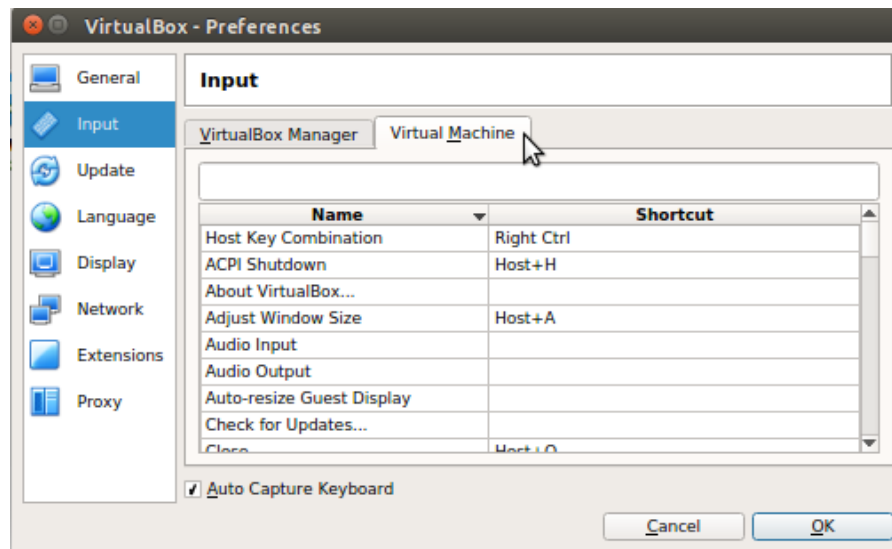 VirtualBox - Preferences
General
Input
Update
Language
Display
Network
Extensions
Proxy
Input
VirtualBox Manager
Virtual Machine
Name Shortcut
Host Key Combination Right Ctrl
ACPI Shutdown Host+H
About VirtualBox...
Adjust Window Size Host+A
Audio Input
Audio Output
Auto-resize Guest Display
Check for Updates...
Close Host+Q
Auto Capture Keyboard
Cancel OK